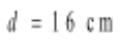 d = 16 cm